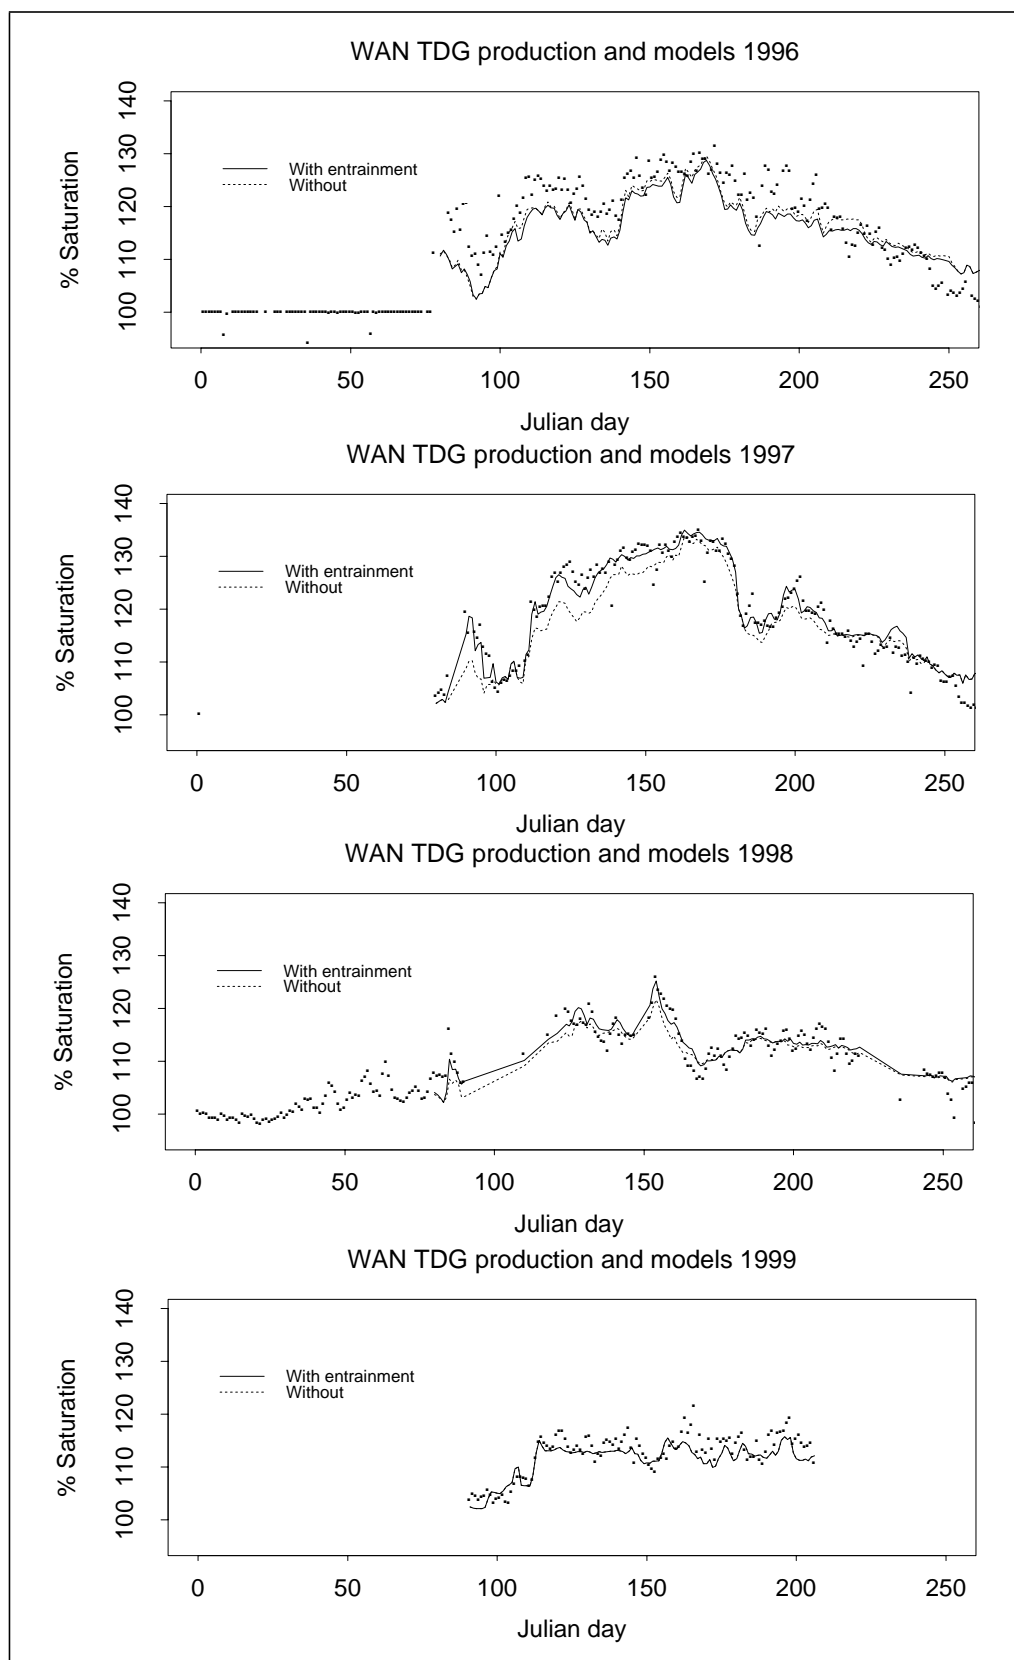 WAN TDG production and models 1996
% Saturation
140
130
120
110
100
With entrainment
Without
0 50 100 150 200 250
Julian day
WAN TDG production and models 1997
% Saturation
140
130
120
110
100
With entrainment
Without
0 50 100 150 200 250
Julian day
WAN TDG production and models 1998
% Saturation
140
130
120
110
100
With entrainment
Without
0 50 100 150 200 250
Julian day
WAN TDG production and models 1999
% Saturation
140
130
120
110
100
With entrainment
Without
0 50 100 150 200 250
Julian day